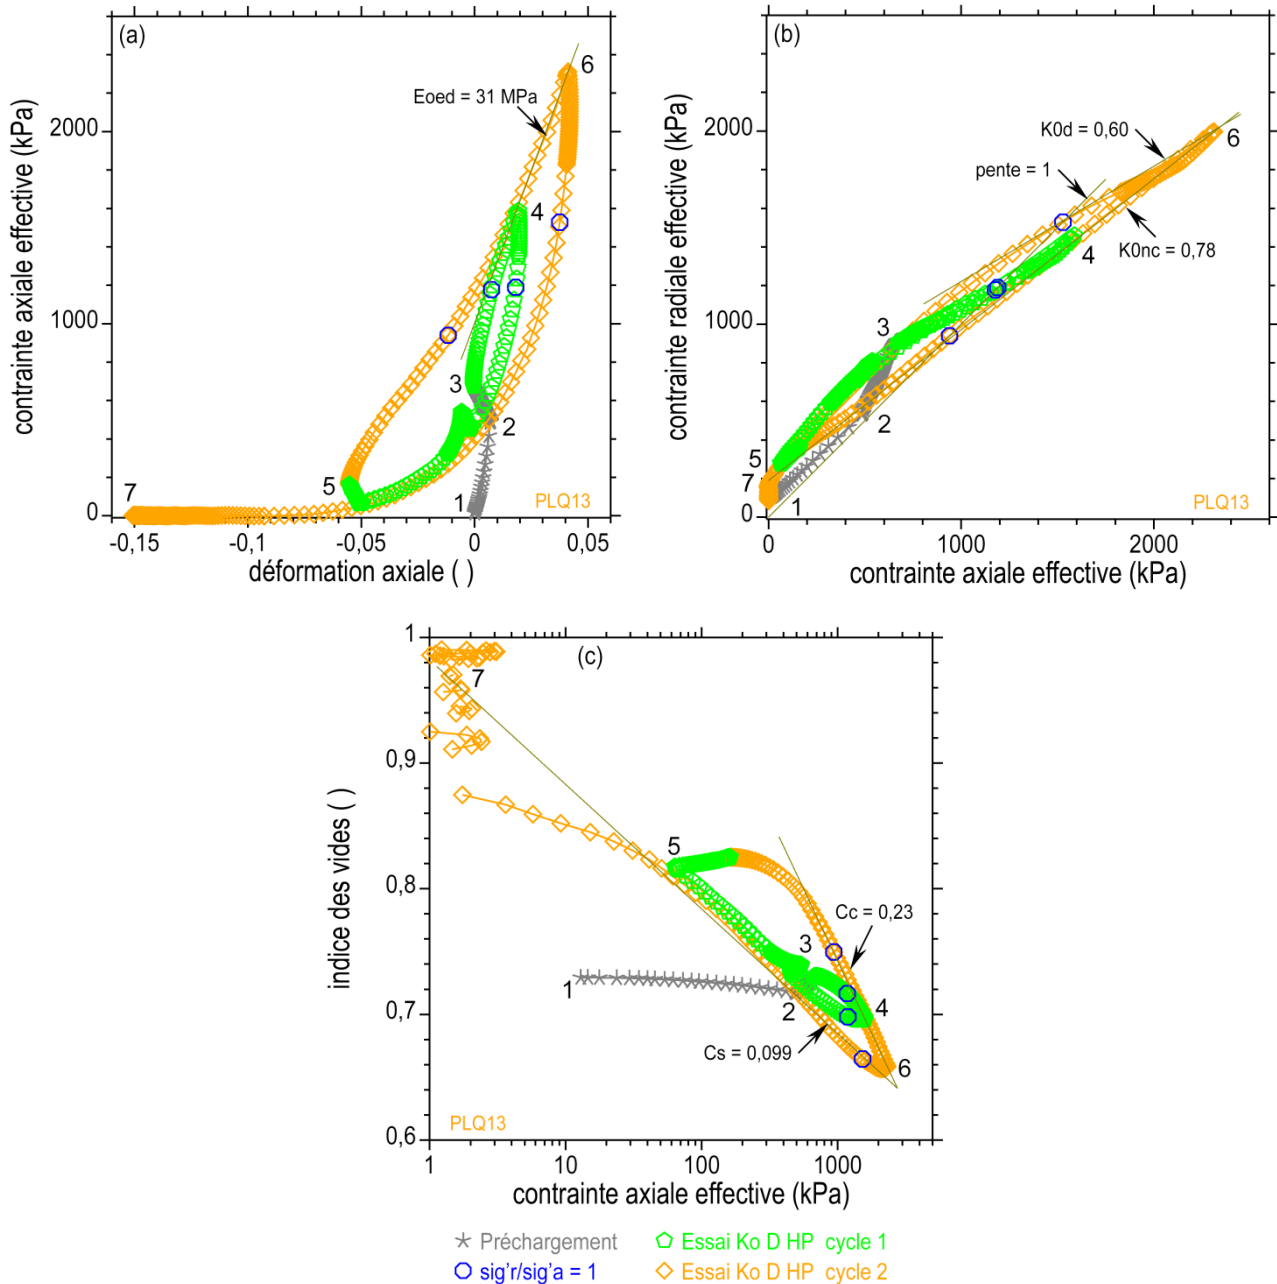 (a)
6
Eoed = 31 MPa
2000
4
1000
3
2
5
7
1
0
PLQ13
-0,15
-0,1
-0,05
0
0,05
déformation axiale ( )
contrainte axiale effective (kPa)
(b)
K0d = 0,60
6
2000
pente = 1
4
K0nc = 0,78
1000
3
2
5
7
1
0
PLQ13
0
1000
2000
contrainte axiale effective (kPa)
contrainte radiale effective (kPa)
1
(c)
7
0,9
5
0,8
Cc = 0,23
3
1
2
4
0,7
Cs = 0,099
6
PLQ13
0,6
1
10
100
1000
contrainte axiale effective (kPa)
indice des vides ( )
Préchargement
Essai Ko D HP cycle 1
sig'r/sig'a = 1
Essai Ko D HP cycle 2